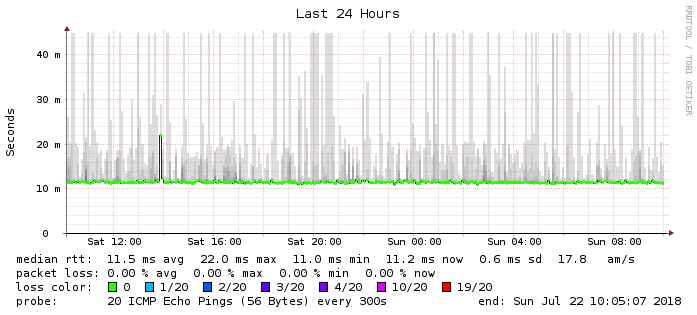 Last 24 Hours
RRDTOOL / TOBI OETIKER
Seconds
40 m
30 m
20 m
10 m
0
Sat 12:00 Sat 16:00 Sat 20:00 Sun 00:00 Sun 04:00 Sun 08:00
median rtt: 11.5 ms avg 22.0 ms max 11.0 ms min 11.2 ms now 0.6 ms sd 17.8 am/s
packet loss: 0.00 % avg 0.00 % max 0.00 % min 0.00 % now
loss color: 0 1/20 2/20 3/20 4/20 10/20 19/20
probe: 20 ICMP Echo Pings (56 Bytes) every 300s end: Sun Jul 22 10:05:07 2018